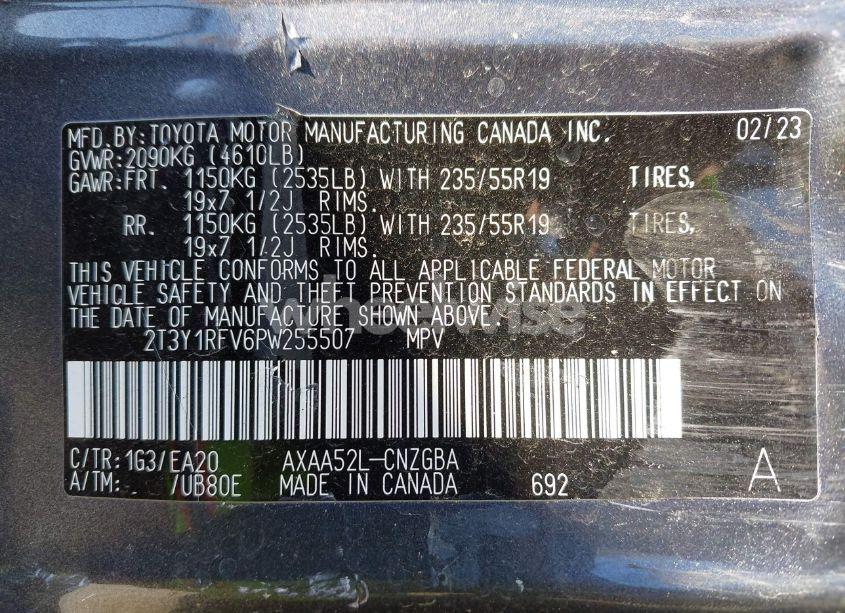 MFD.BY:TOYOTA MOTOR MANUFACTURING CANADA INC. 02/23
GVWR:2090KG (4610LB)
GAWR:FRT. 1150KG (2535LB) WITH 235/55R19 TIRES,
19x7 1/2J RIMS.
RR. 1150KG (2535LB) WITH 235/55R19 TIRES,
19x7 1/2J RIMS.
THIS VEHICLE CONFORMS TO ALL APPLICABLE FEDERAL MOTOR
VEHICLE SAFETY AND THEFT PREVENTION STANDARDS IN EFFECT ON
THE DATE OF MANUFACTURE SHOWN ABOVE.
2T3Y1RFV6PW255507 MPV
C/TR:1G3/EA20 AXAA52L-CNZGBA
A/TM: /UB80E MADE IN CANADA 692 A